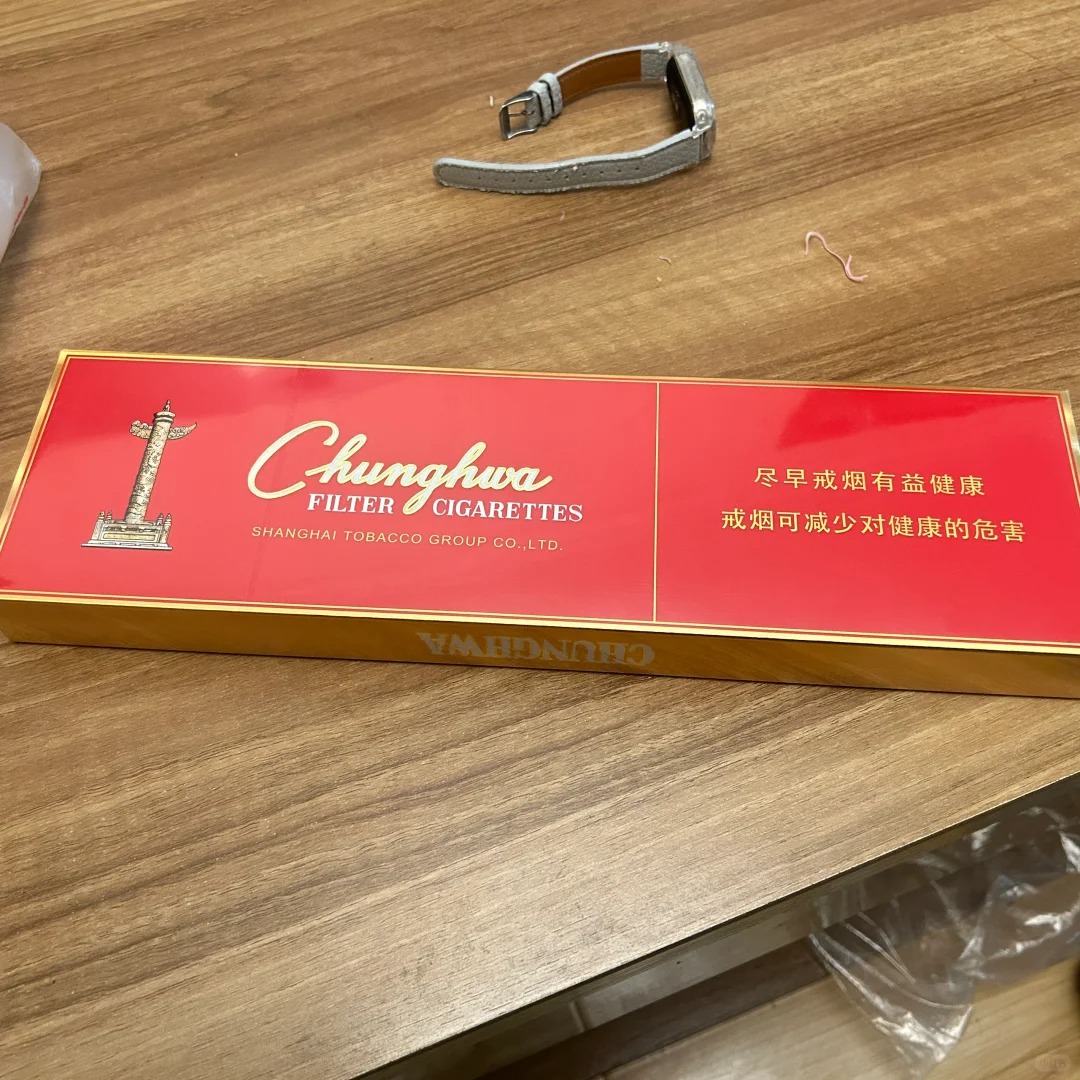 Chunghwa
FILTER CIGARETTES
SHANGHAI TOBACCO GROUP CO.,LTD.
尽早戒烟有益健康
戒烟可减少对健康的危害
CHUNGHWA